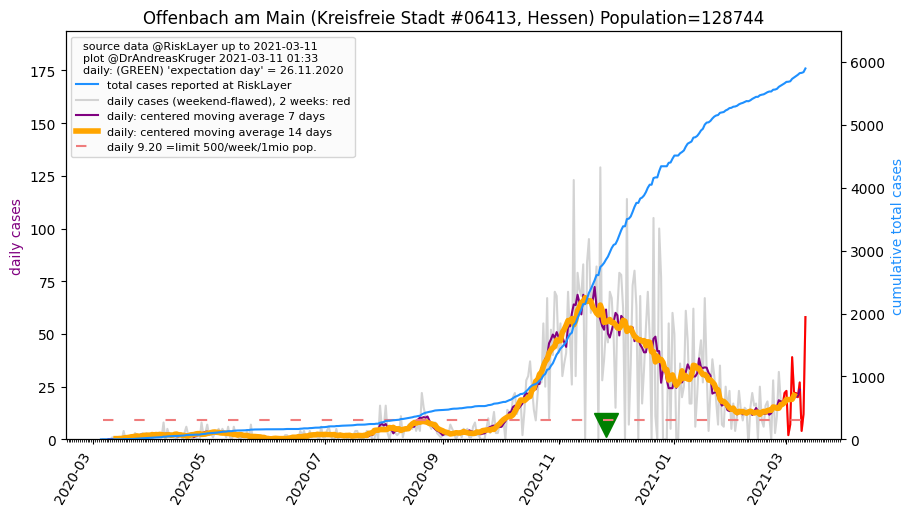 Offenbach am Main (Kreisfreie Stadt #06413, Hessen) Population=128744
source data @RiskLayer up to 2021-03-11
plot @DrAndreasKruger 2021-03-11 01:33
daily: (GREEN) 'expectation day' = 26.11.2020
total cases reported at RiskLayer
daily cases (weekend-flawed), 2 weeks: red
daily: centered moving average 7 days
daily: centered moving average 14 days
daily 9.20 =limit 500/week/1mio pop.
daily cases
175
150
125
100
75
50
25
0
cumulative total cases
6000
5000
4000
3000
2000
1000
0
2020-03
2020-05
2020-07
2020-09
2020-11
2021-01
2021-03